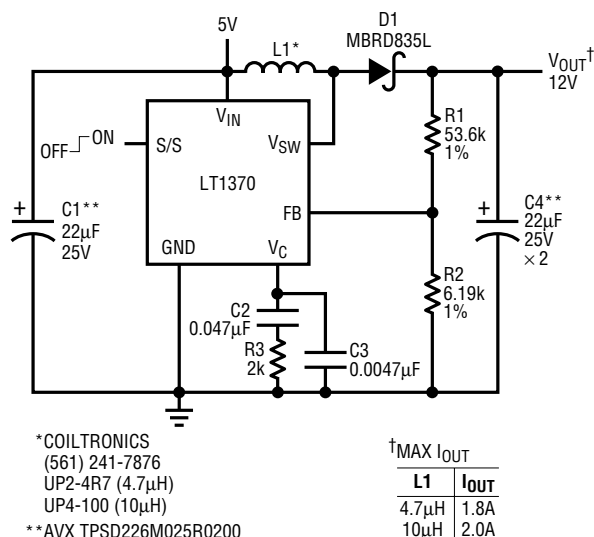 D1
MBRD835L
5V
L1*
VOUT†
12V
VIN
R1
53.6k
1%
OFF ON
S/S
VSW
LT1370
C1**
22µF
25V
+
FB
+
C4**
22µF
25V
× 2
GND
VC
R2
6.19k
1%
C2
0.047µF
R3
2k
C3
0.0047µF
*COILTRONICS
(561) 241-7876
UP2-4R7 (4.7µH)
UP4-100 (10µH)
**AVX TPSD226M025R0200
†MAX IOUT
L1 IOUT
4.7µH 1.8A
10µH 2.0A